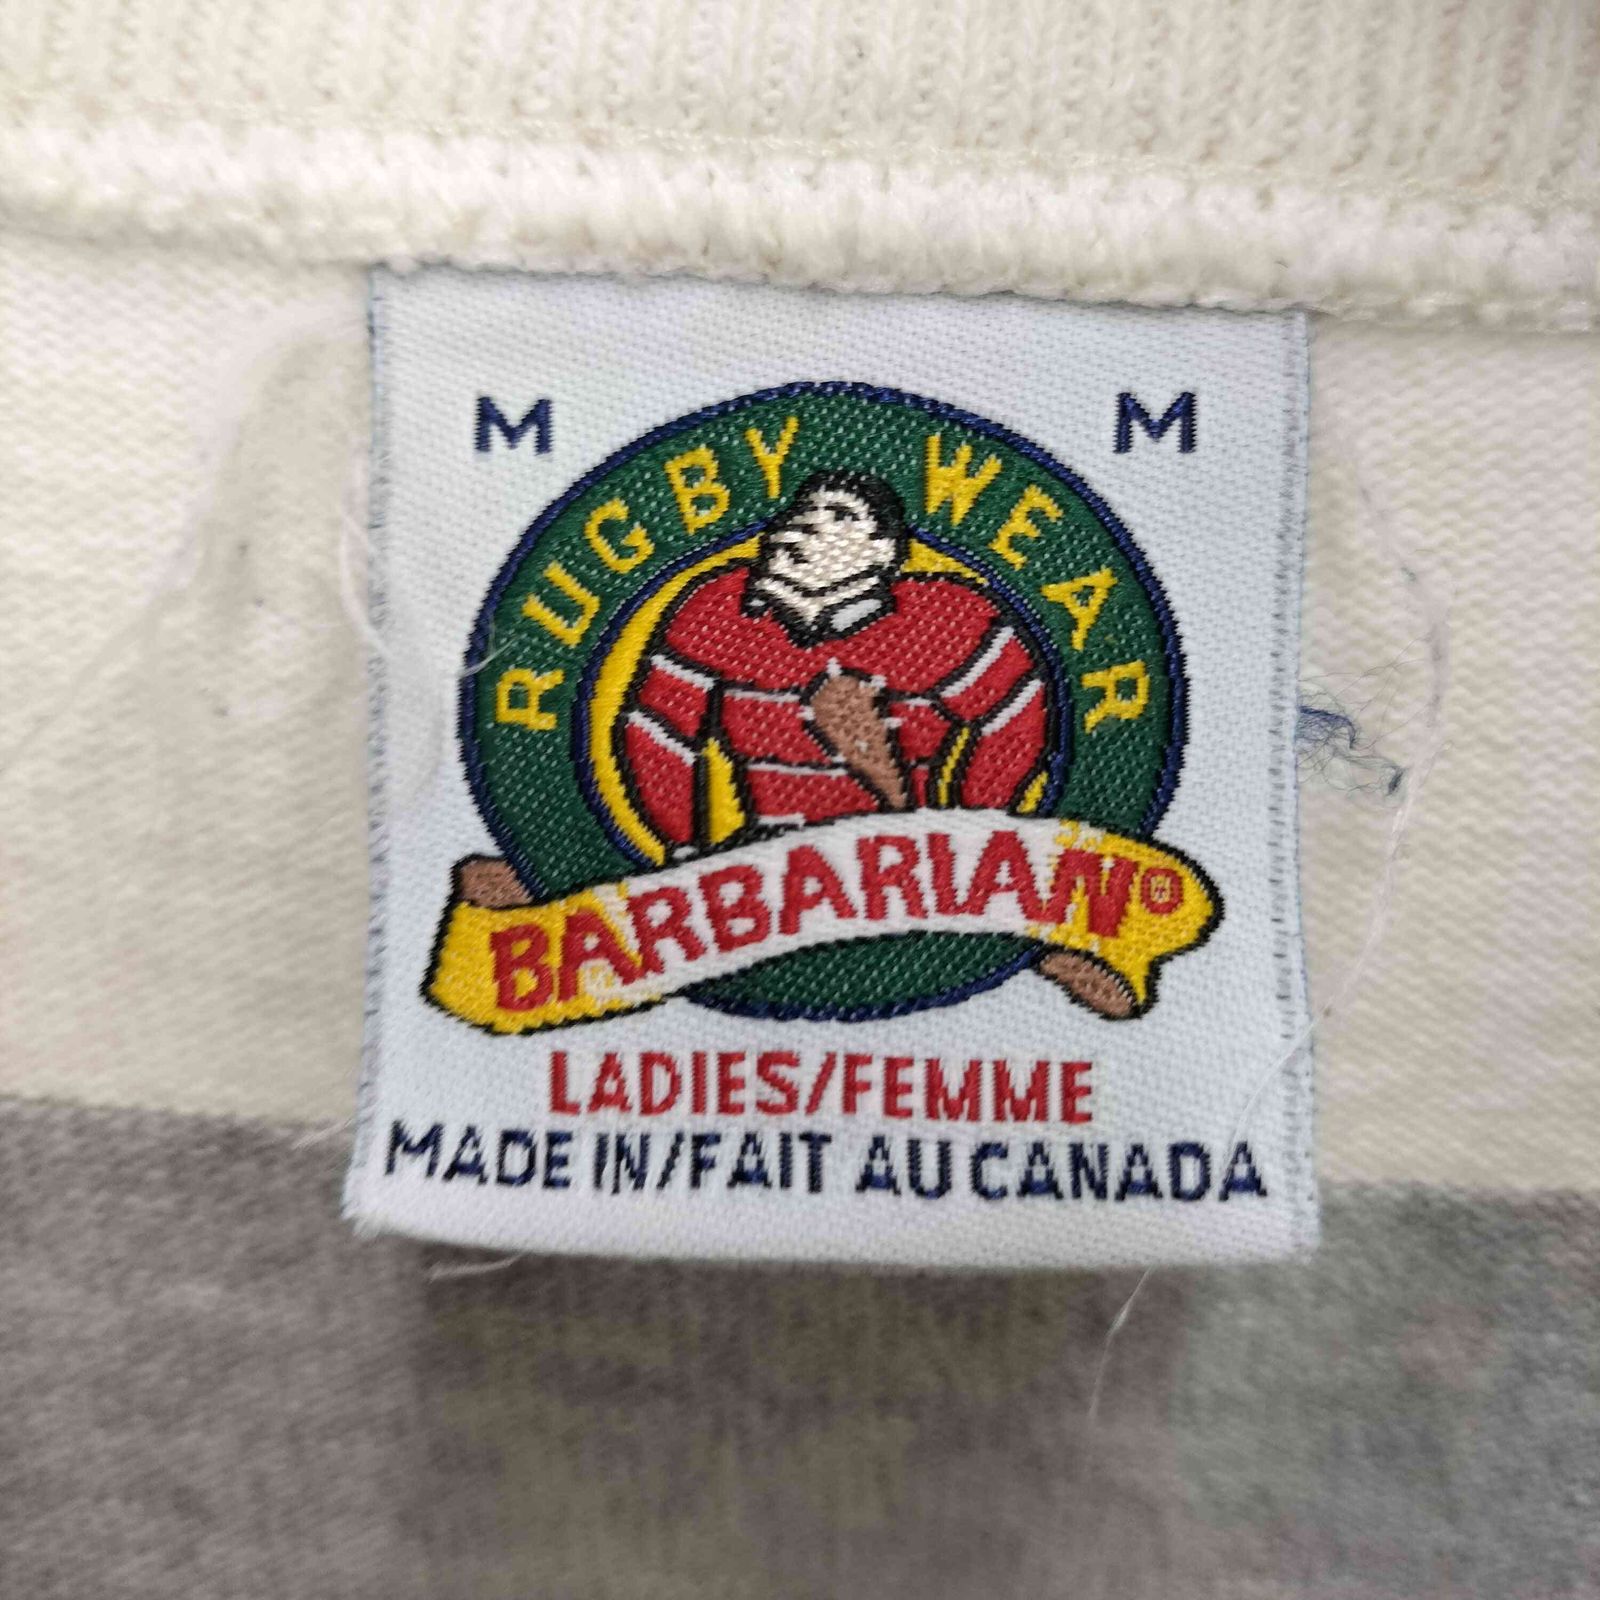 M M
RUGBY WEAR
BARBARIAN®
LADIES/FEMME
MADE IN/FAIT AU CANADA